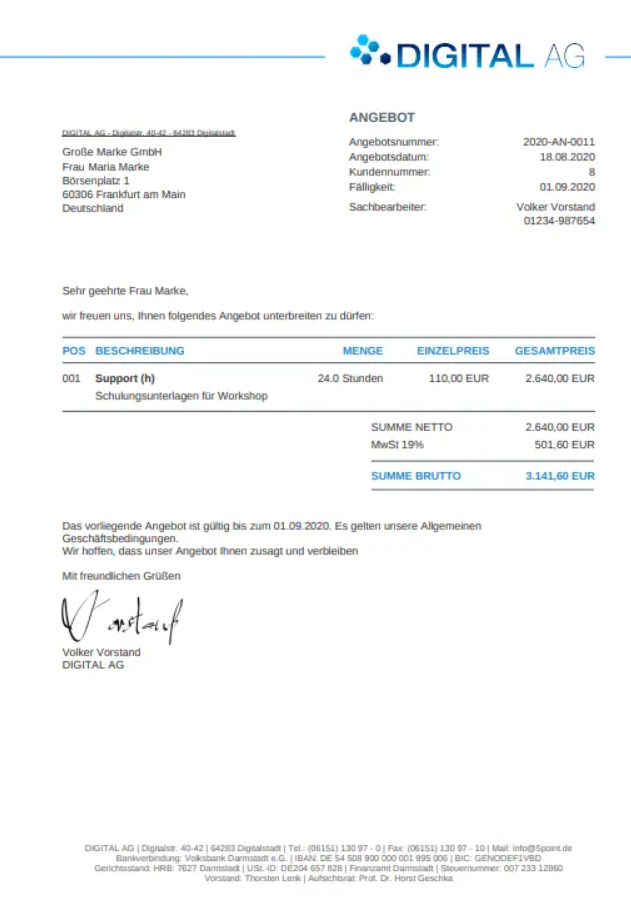 DIGITAL AG
ANGEBOT
DIGITAL AG - Digitalstr. 40-42 - 64283 Digitalstadt
Große Marke GmbH
Frau Maria Marke
Börsenplatz 1
60306 Frankfurt am Main
Deutschland
Angebotsnummer: 2020-AN-0011
Angebotsdatum: 18.08.2020
Kundennummer: 8
Fälligkeit: 01.09.2020
Sachbearbeiter: Volker Vorstand
01234-987654
Sehr geehrte Frau Marke,
wir freuen uns, Ihnen folgendes Angebot unterbreiten zu dürfen:
POS BESCHREIBUNG MENGE EINZELPREIS GESAMTPREIS
001 Support (h) 24.0 Stunden 110,00 EUR 2.640,00 EUR
Schulungsunterlagen für Workshop
SUMME NETTO 2.640,00 EUR
MwSt 19% 501,60 EUR
SUMME BRUTTO 3.141,60 EUR
Das vorliegende Angebot ist gültig bis zum 01.09.2020. Es gelten unsere Allgemeinen
Geschäftsbedingungen.
Wir hoffen, dass unser Angebot Ihnen zusagt und verbleiben
Mit freundlichen Grüßen
Volker Vorstand
DIGITAL AG
DIGITAL AG | Digitalstr. 40-42 | 64283 Digitalstadt | Tel.: (06151) 130 97 - 0 | Fax: (06151) 130 97 - 10 | Mail: info@5point.de
Bankverbindung: Volksbank Darmstadt e.G. | IBAN: DE 54 508 900 000 001 995 006 | BIC: GENODEF1VBD
Gerichtsstand: HRB: 7627 Darmstadt | USt.-ID: DE204 657 828 | Finanzamt Darmstadt | Steuernummer: 007 233 12860
Vorstand: Thorsten Lenk | Aufsichtsrat: Prof. Dr. Horst Geschka